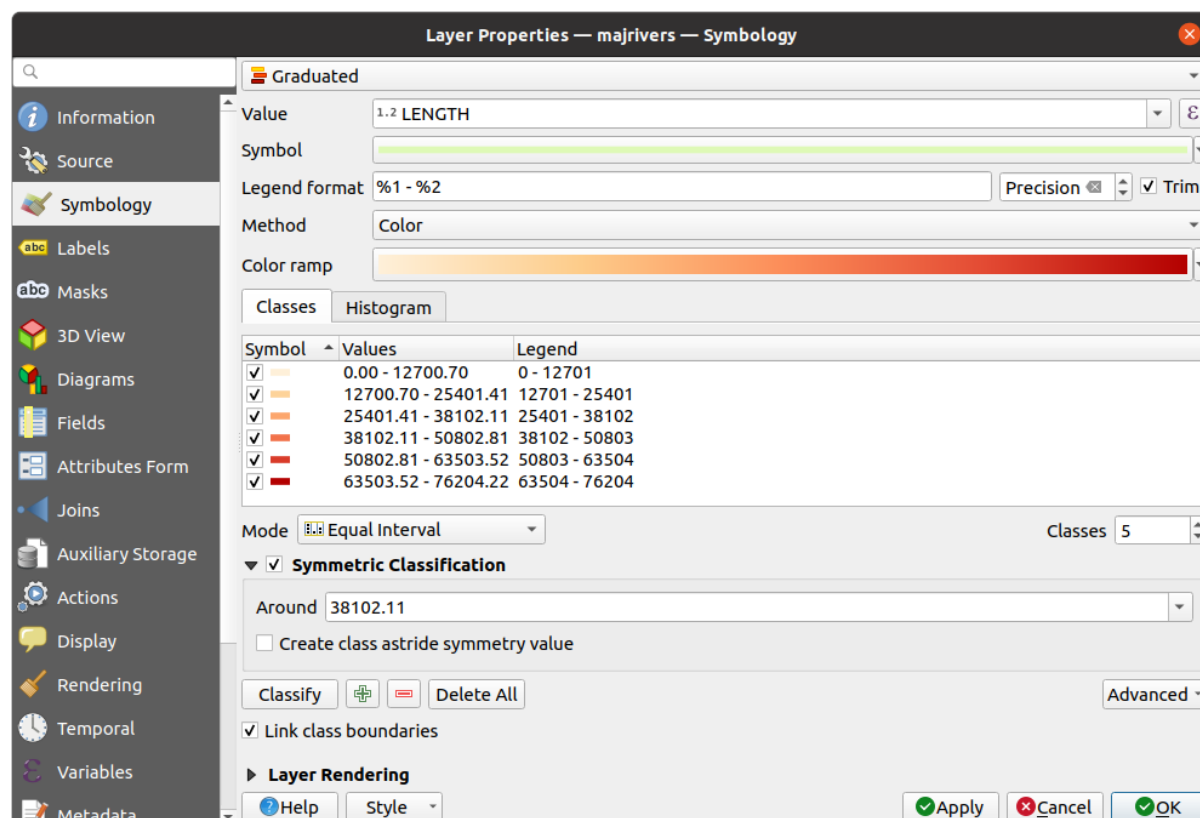 Layer Properties — majrivers — Symbology
Graduated
Information
Value 1.2 LENGTH ε
Source
Symbol
Symbology
Legend format %1 - %2 Precision Trim
Method Color
abc Labels
Color ramp
abc Masks
Classes Histogram
3D View
Symbol Values Legend
0.00 - 12700.70 0 - 12701
Diagrams
12700.70 - 25401.41 12701 - 25401
25401.41 - 38102.11 25401 - 38102
Fields
38102.11 - 50802.81 38102 - 50803
50802.81 - 63503.52 50803 - 63504
Attributes Form
63503.52 - 76204.22 63504 - 76204
Joins
Mode Equal Interval Classes 5
Auxiliary Storage
Symmetric Classification
Actions
Around 38102.11
Display
Create class astride symmetry value
Rendering
Classify Delete All Advanced
Temporal
Link class boundaries
Variables
Layer Rendering
Metadata
Help Style Apply Cancel OK